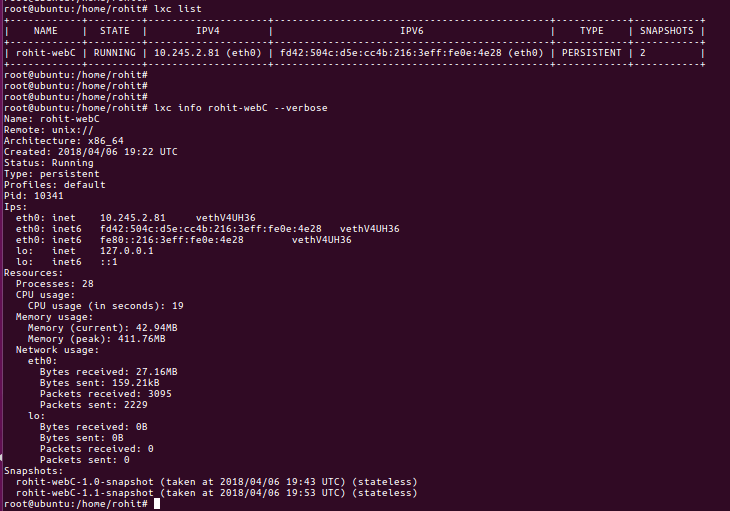 root@ubuntu:/home/rohit#
root@ubuntu:/home/rohit# lxc list
+------------+---------+---------------------+-----------------------------------------------+------------+-----------+
|    NAME    |  STATE  |        IPV4         |                     IPV6                      |    TYPE    | SNAPSHOTS |
+------------+---------+---------------------+-----------------------------------------------+------------+-----------+
| rohit-webC | RUNNING | 10.245.2.81 (eth0) | fd42:504c:d5e:cc4b:216:3eff:fe0e:4e28 (eth0) | PERSISTENT | 2         |
+------------+---------+---------------------+-----------------------------------------------+------------+-----------+
root@ubuntu:/home/rohit#
root@ubuntu:/home/rohit#
root@ubuntu:/home/rohit#
root@ubuntu:/home/rohit# lxc info rohit-webC --verbose
Name: rohit-webC
Remote: unix://
Architecture: x86_64
Created: 2018/04/06 19:22 UTC
Status: Running
Type: persistent
Profiles: default
Pid: 10341
Ips:
  eth0: inet    10.245.2.81     vethV4UH36
  eth0: inet6   fd42:504c:d5e:cc4b:216:3eff:fe0e:4e28   vethV4UH36
  eth0: inet6   fe80::216:3eff:fe0e:4e28        vethV4UH36
  lo:   inet    127.0.0.1
  lo:   inet6   ::1
Resources:
  Processes: 28
  CPU usage:
    CPU usage (in seconds): 19
  Memory usage:
    Memory (current): 42.94MB
    Memory (peak): 411.76MB
  Network usage:
    eth0:
      Bytes received: 27.16MB
      Bytes sent: 159.21kB
      Packets received: 3095
      Packets sent: 2229
    lo:
      Bytes received: 0B
      Bytes sent: 0B
      Packets received: 0
      Packets sent: 0
Snapshots:
  rohit-webC-1.0-snapshot (taken at 2018/04/06 19:43 UTC) (stateless)
  rohit-webC-1.1-snapshot (taken at 2018/04/06 19:53 UTC) (stateless)
root@ubuntu:/home/rohit#